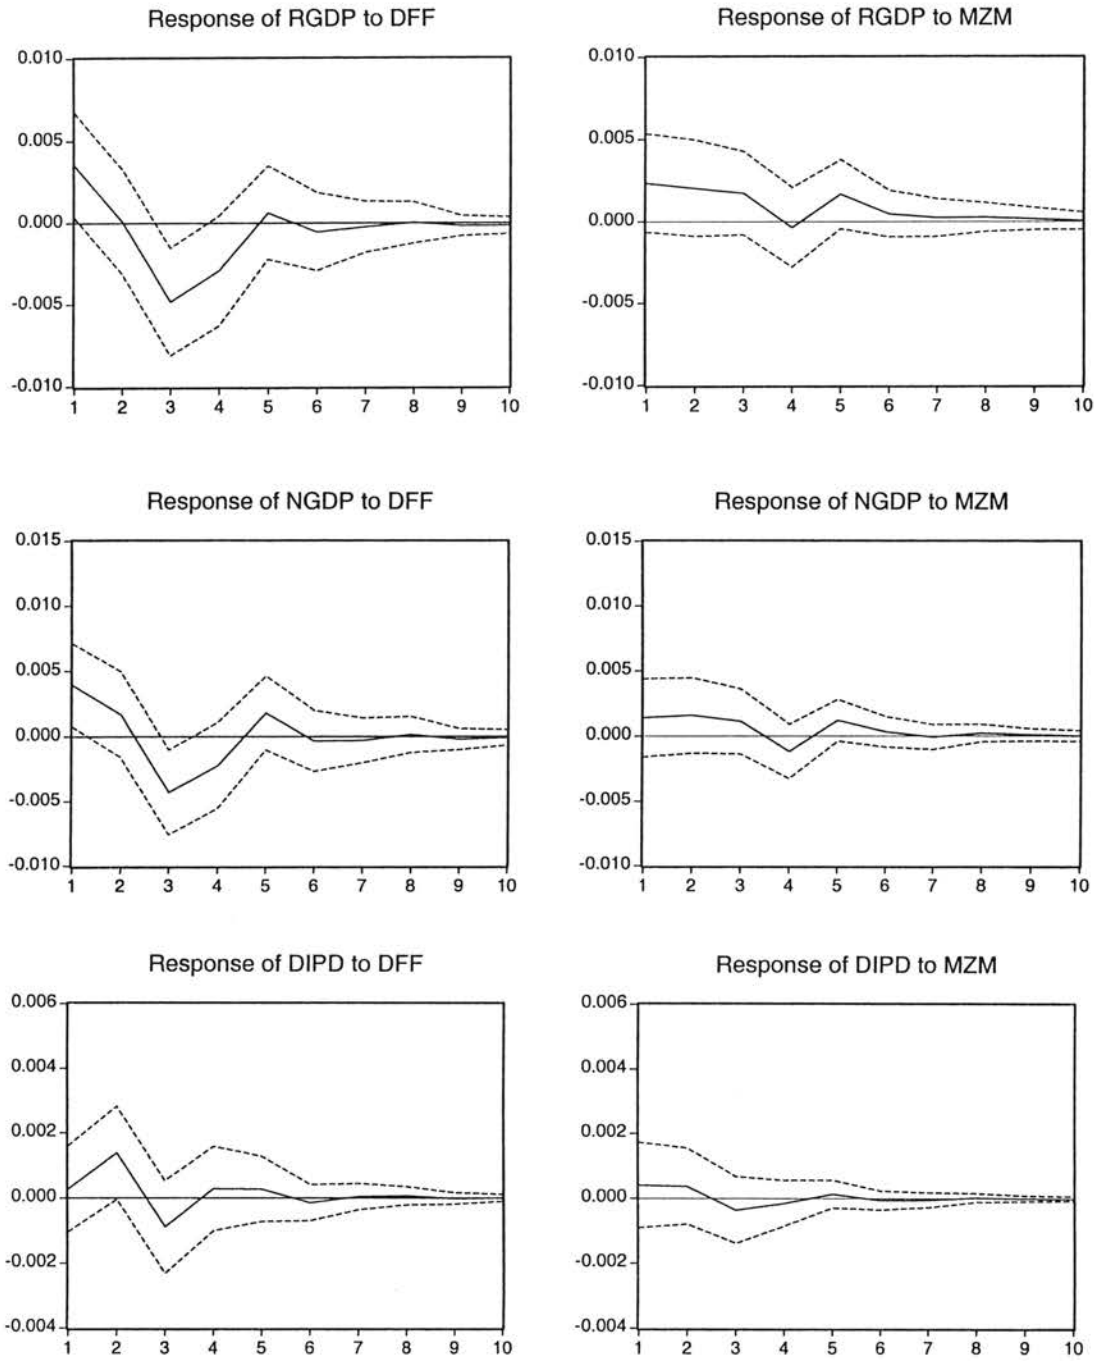 Response of RGDP to DFF
0.010
0.005
0.000
-0.005
-0.010
1 2 3 4 5 6 7 8 9 10
Response of RGDP to MZM
0.010
0.005
0.000
-0.005
-0.010
1 2 3 4 5 6 7 8 9 10
Response of NGDP to DFF
0.015
0.010
0.005
0.000
-0.005
-0.010
1 2 3 4 5 6 7 8 9 10
Response of NGDP to MZM
0.015
0.010
0.005
0.000
-0.005
-0.010
1 2 3 4 5 6 7 8 9 10
Response of DIPD to DFF
0.006
0.004
0.002
0.000
-0.002
-0.004
1 2 3 4 5 6 7 8 9 10
Response of DIPD to MZM
0.006
0.004
0.002
0.000
-0.002
-0.004
1 2 3 4 5 6 7 8 9 10